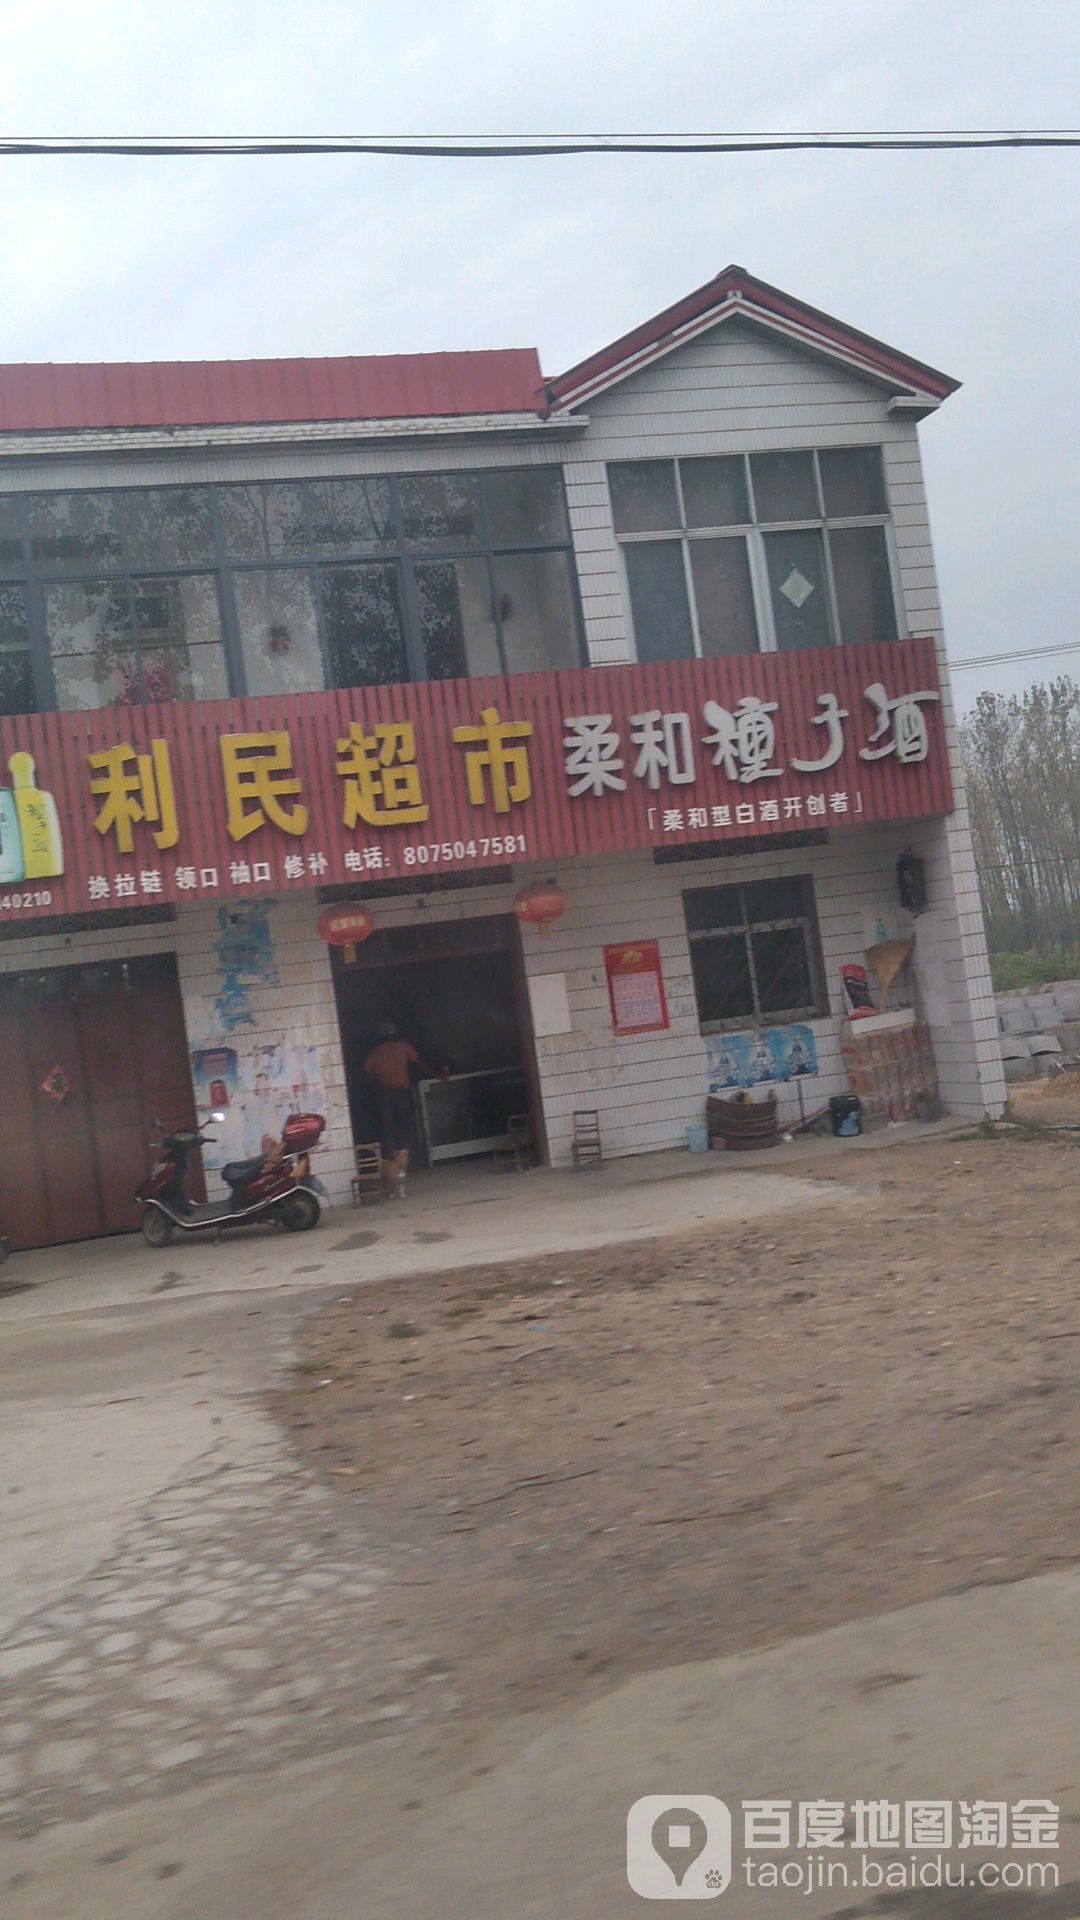 利民超市
柔和種子酒
「柔和型白酒开创者」
换拉链 领口 袖口 修补 电话:8075047581
40210
百度地图淘金
taojin.baidu.com